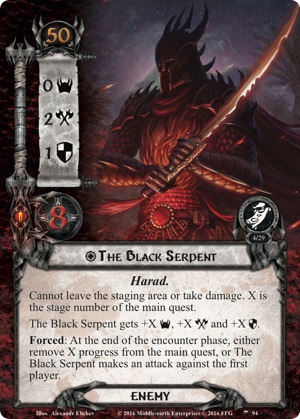 50
0
2
1
8
4/29
The Black Serpent
Harad.
Cannot leave the staging area or take damage. X is
the stage number of the main quest.
The Black Serpent gets +X , +X and +X .
Forced: At the end of the encounter phase, either
remove X progress from the main quest, or The
Black Serpent makes an attack against the first
player.
ENEMY
Illus. Alexandr Elichev © 2016 Middle-earth Enterprises © 2016 FFG 94